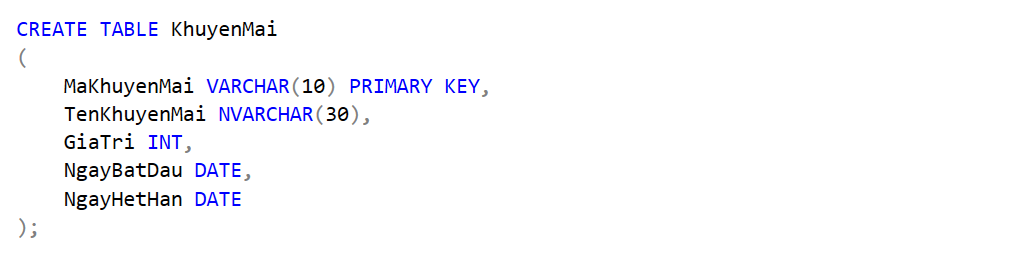 CREATE TABLE KhuyenMai
(
    MaKhuyenMai VARCHAR(10) PRIMARY KEY,
    TenKhuyenMai NVARCHAR(30),
    GiaTri INT,
    NgayBatDau DATE,
    NgayHetHan DATE
);